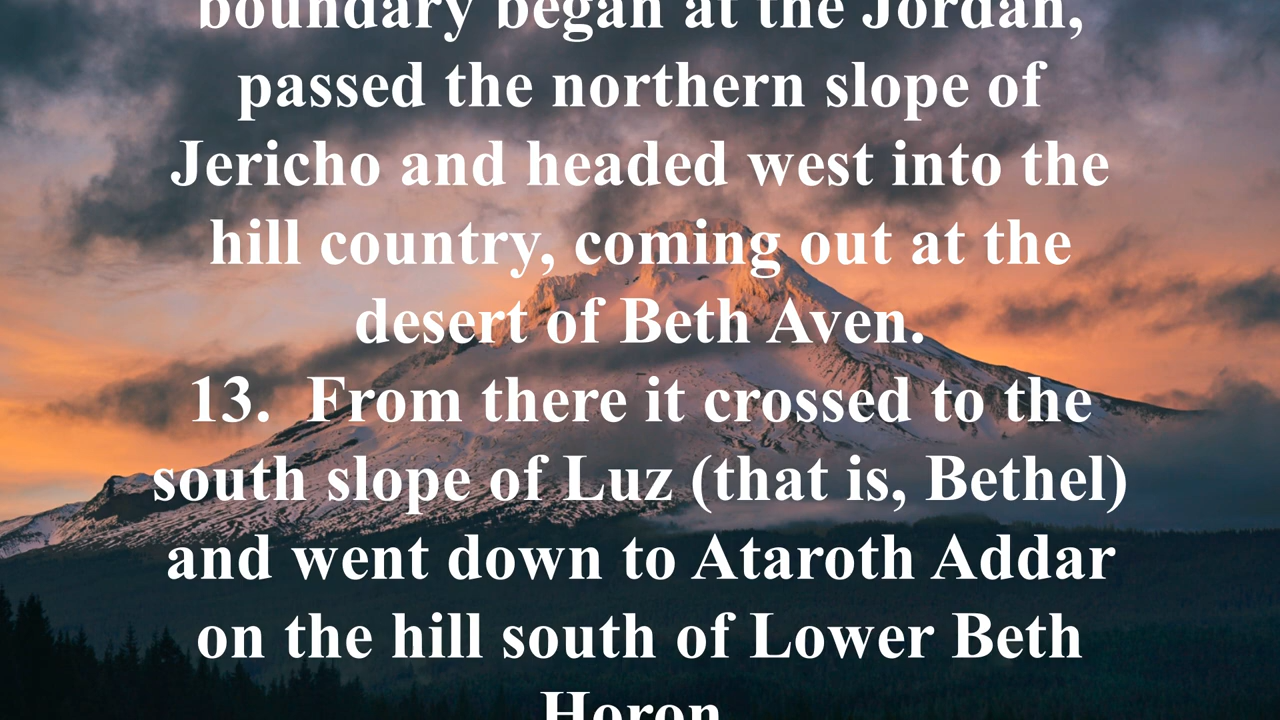 boundary began at the Jordan,
passed the northern slope of
Jericho and headed west into the
hill country, coming out at the
desert of Beth Aven.
13.  From there it crossed to the
south slope of Luz (that is, Bethel)
and went down to Ataroth Addar
on the hill south of Lower Beth
Horon